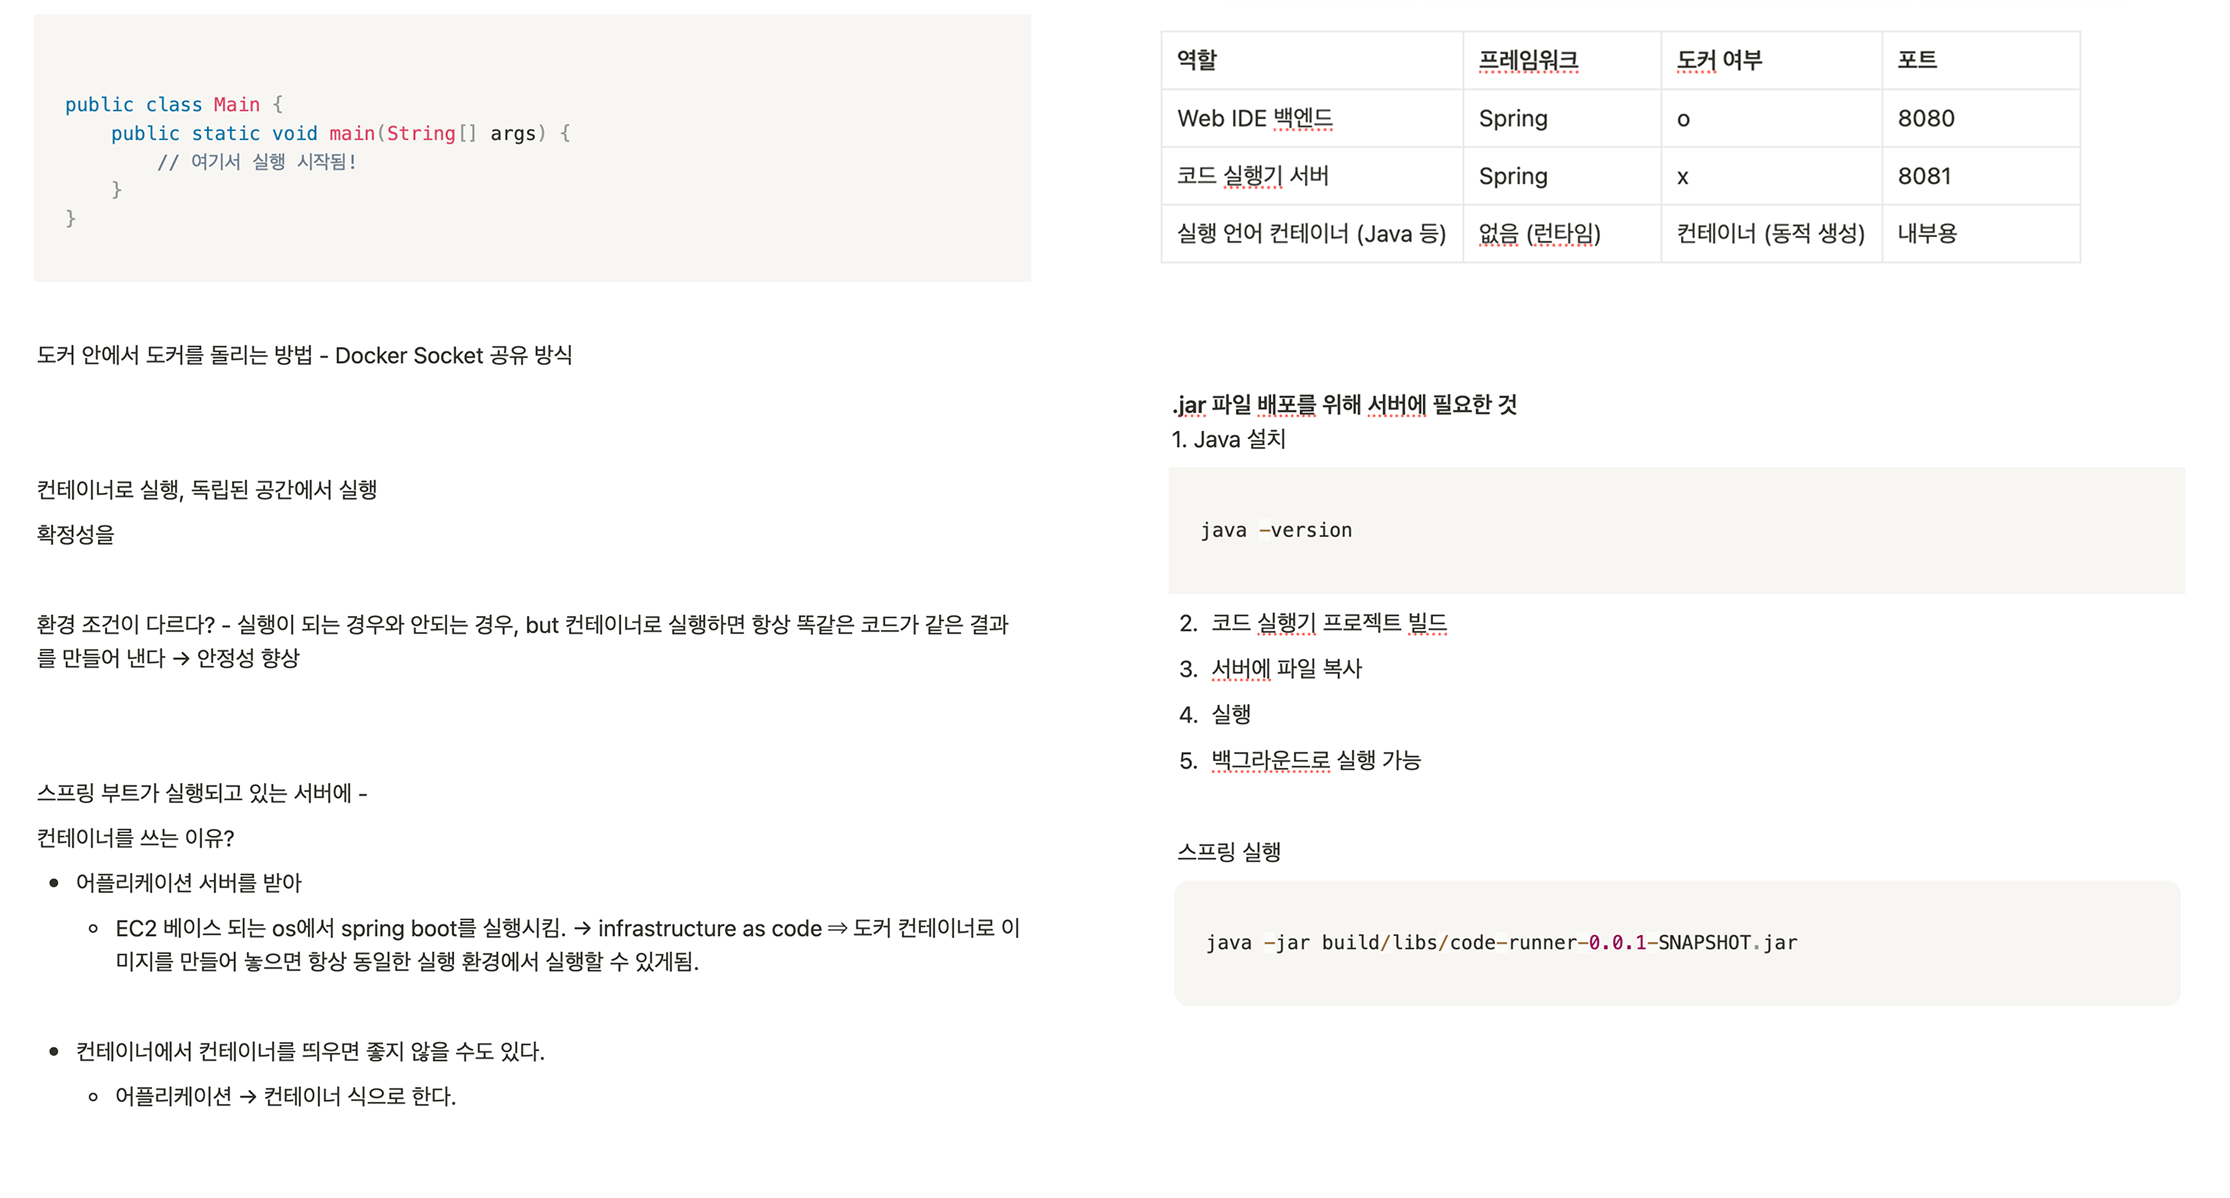 public class Main {
    public static void main(String[] args) {
        // 여기서 실행 시작됨!
    }
}
도커 안에서 도커를 돌리는 방법 - Docker Socket 공유 방식
컨테이너로 실행, 독립된 공간에서 실행
확정성을
환경 조건이 다르다? - 실행이 되는 경우와 안되는 경우, but 컨테이너로 실행하면 항상 똑같은 코드가 같은 결과
를 만들어 낸다 → 안정성 향상
스프링 부트가 실행되고 있는 서버에 -
컨테이너를 쓰는 이유?
• 어플리케이션 서버를 받아
◦ EC2 베이스 되는 os에서 spring boot를 실행시킴. → infrastructure as code ⇒ 도커 컨테이너로 이
미지를 만들어 놓으면 항상 동일한 실행 환경에서 실행할 수 있게됨.
• 컨테이너에서 컨테이너를 띄우면 좋지 않을 수도 있다.
◦ 어플리케이션 → 컨테이너 식으로 한다.
역할 프레임워크 도커 여부 포트
Web IDE 백엔드 Spring o 8080
코드 실행기 서버 Spring x 8081
실행 언어 컨테이너 (Java 등) 없음 (런타임) 컨테이너 (동적 생성) 내부용
.jar 파일 배포를 위해 서버에 필요한 것
1. Java 설치
java -version
2. 코드 실행기 프로젝트 빌드
3. 서버에 파일 복사
4. 실행
5. 백그라운드로 실행 가능
스프링 실행
java -jar build/libs/code-runner-0.0.1-SNAPSHOT.jar